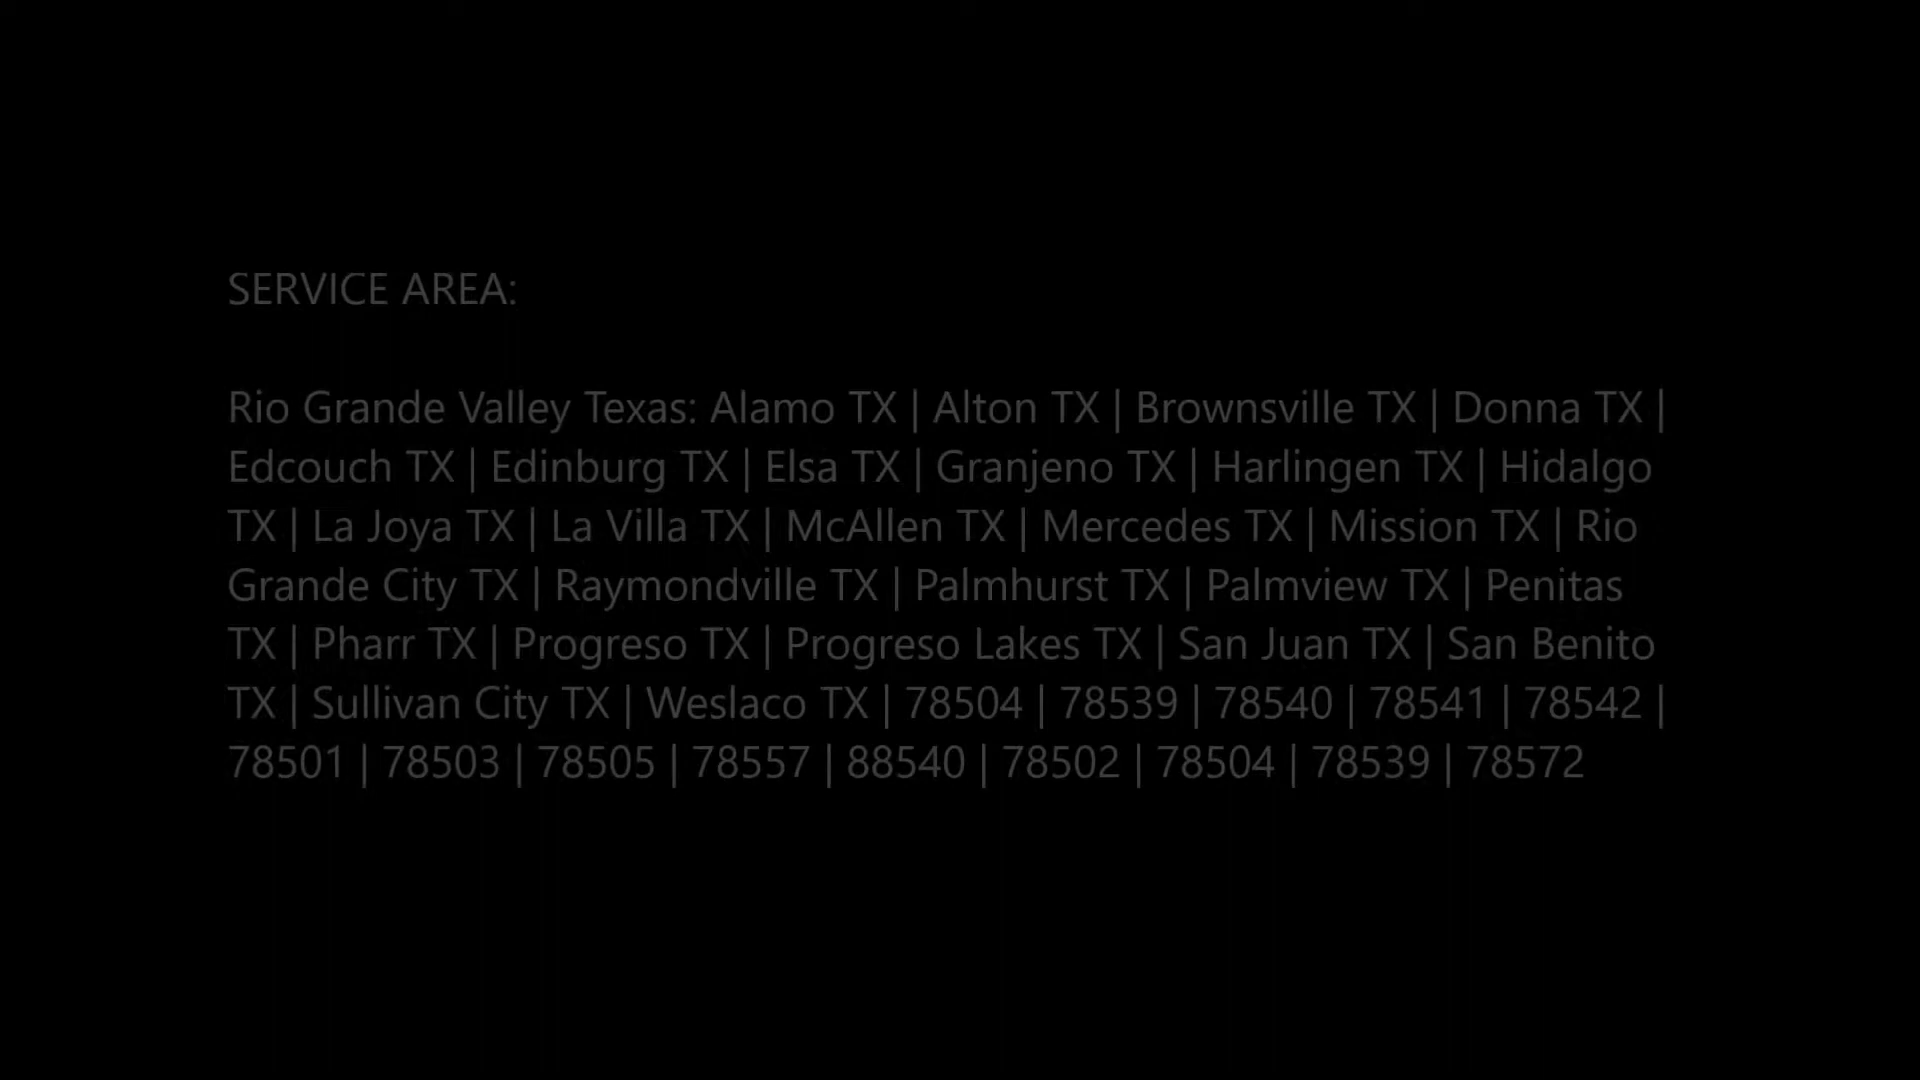 SERVICE AREA:
Rio Grande Valley Texas: Alamo TX | Alton TX | Brownsville TX | Donna TX |
Edcouch TX | Edinburg TX | Elsa TX | Granjeno TX | Harlingen TX | Hidalgo
TX | La Joya TX | La Villa TX | McAllen TX | Mercedes TX | Mission TX | Rio
Grande City TX | Raymondville TX | Palmhurst TX | Palmview TX | Penitas
TX | Pharr TX | Progreso TX | Progreso Lakes TX | San Juan TX | San Benito
TX | Sullivan City TX | Weslaco TX | 78504 | 78539 | 78540 | 78541 | 78542 |
78501 | 78503 | 78505 | 78557 | 88540 | 78502 | 78504 | 78539 | 78572